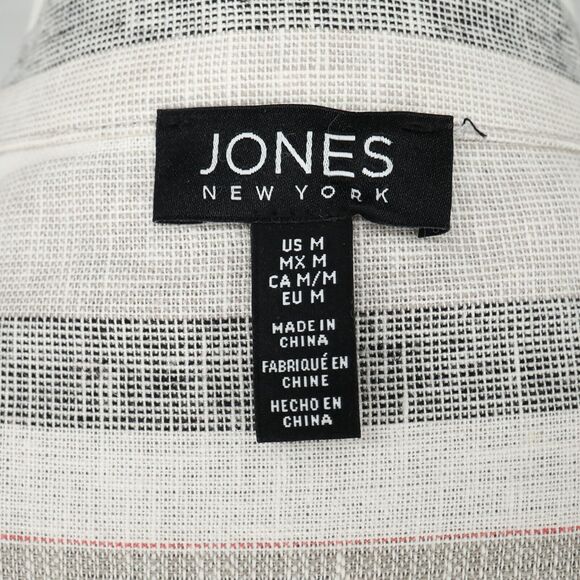 JONES
NEW YORK
US M
MX M
CA M/M
EU M
MADE IN
CHINA
FABRIQUÉ EN
CHINE
HECHO EN
CHINA